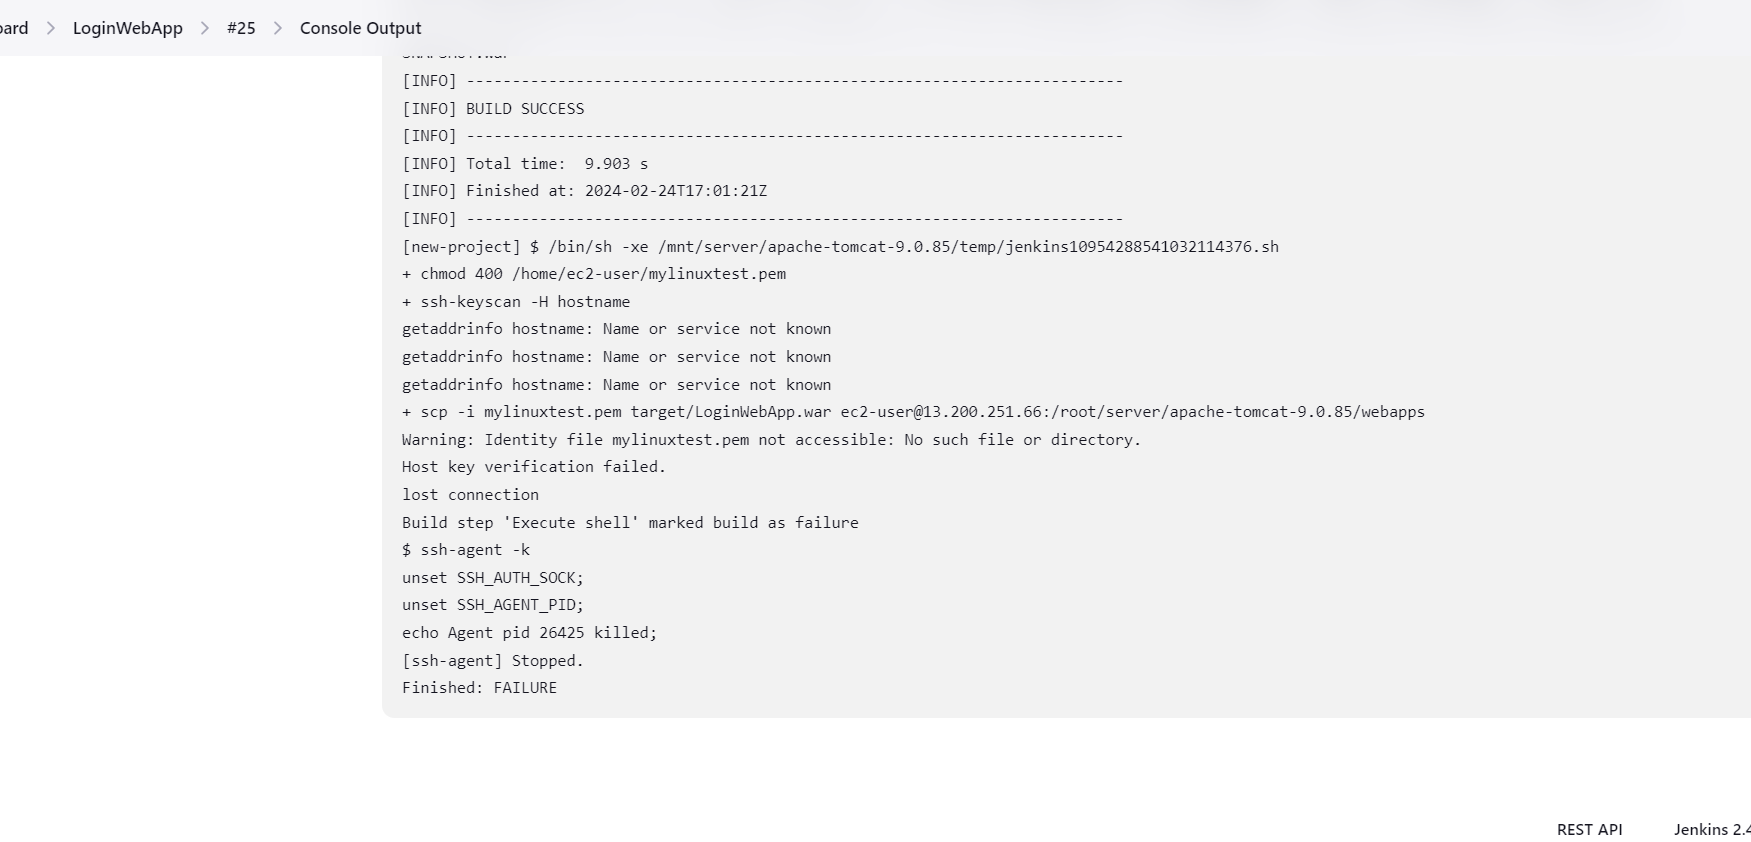 LoginWebApp > #25 > Console Output
[INFO] ------------------------------------------------------------------------
[INFO] BUILD SUCCESS
[INFO] ------------------------------------------------------------------------
[INFO] Total time:  9.903 s
[INFO] Finished at: 2024-02-24T17:01:21Z
[INFO] ------------------------------------------------------------------------
[new-project] $ /bin/sh -xe /mnt/server/apache-tomcat-9.0.85/temp/jenkins10954288541032114376.sh
+ chmod 400 /home/ec2-user/mylinuxtest.pem
+ ssh-keyscan -H hostname
getaddrinfo hostname: Name or service not known
getaddrinfo hostname: Name or service not known
getaddrinfo hostname: Name or service not known
+ scp -i mylinuxtest.pem target/LoginWebApp.war ec2-user@13.200.251.66:/root/server/apache-tomcat-9.0.85/webapps
Warning: Identity file mylinuxtest.pem not accessible: No such file or directory.
Host key verification failed.
lost connection
Build step 'Execute shell' marked build as failure
$ ssh-agent -k
unset SSH_AUTH_SOCK;
unset SSH_AGENT_PID;
echo Agent pid 26425 killed;
[ssh-agent] Stopped.
Finished: FAILURE
REST API Jenkins 2.4